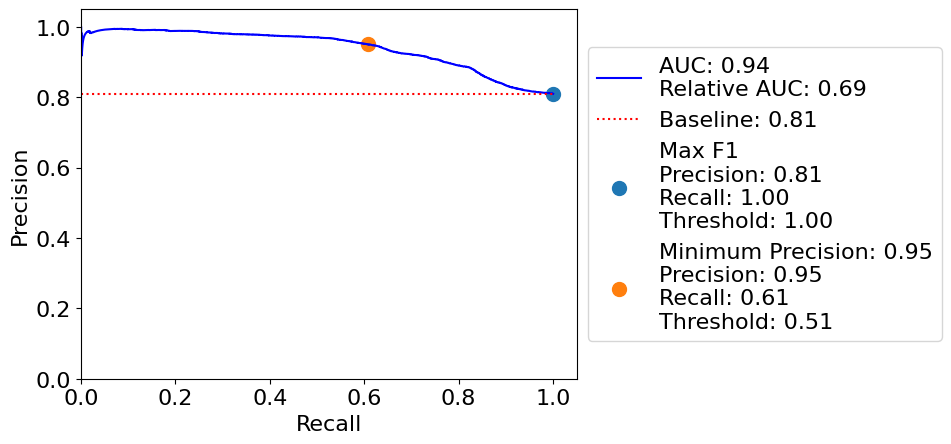 1.0
0.8
0.6
0.4
0.2
0.0
Precision
0.0 0.2 0.4 0.6 0.8 1.0
Recall
AUC: 0.94
Relative AUC: 0.69
Baseline: 0.81
Max F1
Precision: 0.81
Recall: 1.00
Threshold: 1.00
Minimum Precision: 0.95
Precision: 0.95
Recall: 0.61
Threshold: 0.51